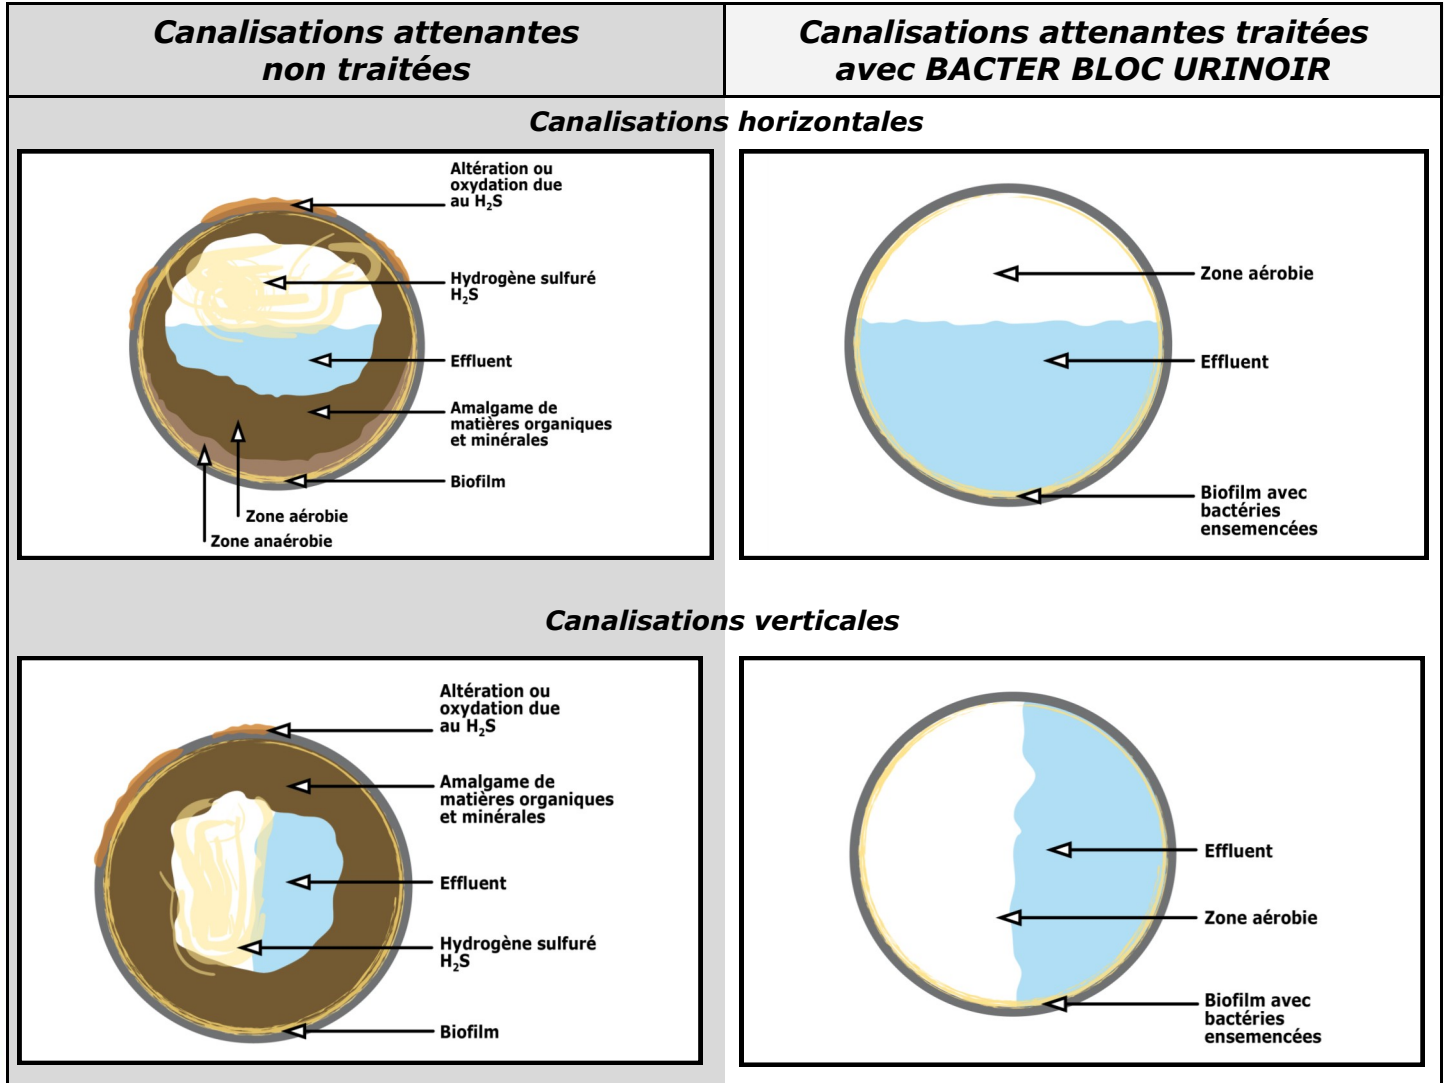 Canalisations attenantes
non traitées
Canalisations attenantes traitées
avec BACTER BLOC URINOIR
Canalisations horizontales
Altération ou
oxydation due
au H₂S
Hydrogène sulfuré
H₂S
Effluent
Amalgame de
matières organiques
et minérales
Biofilm
Zone aérobie
Zone anaérobie
Zone aérobie
Effluent
Biofilm avec
bactéries
ensemencées
Canalisations verticales
Altération ou
oxydation due
au H₂S
Amalgame de
matières organiques
et minérales
Effluent
Hydrogène sulfuré
H₂S
Biofilm
Effluent
Zone aérobie
Biofilm avec
bactéries
ensemencées